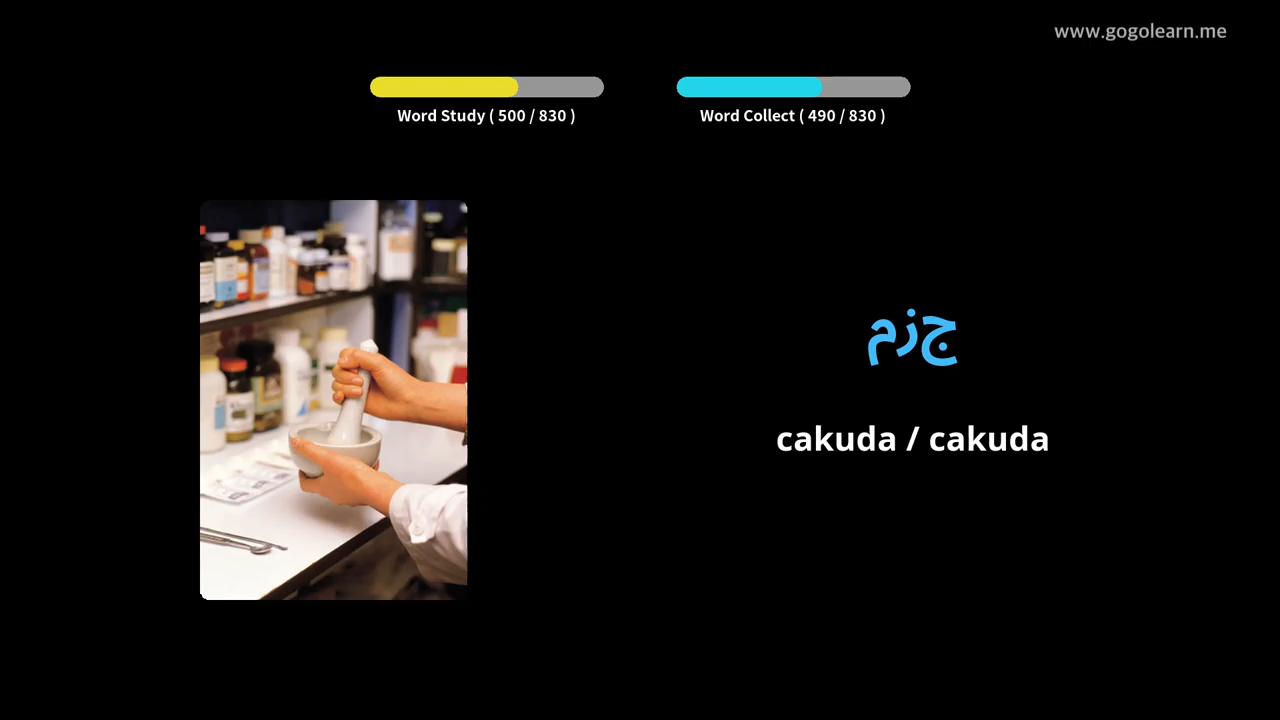 www.gogolearn.me
Word Study ( 500 / 830 )
Word Collect ( 490 / 830 )
جزم
cakuda / cakuda